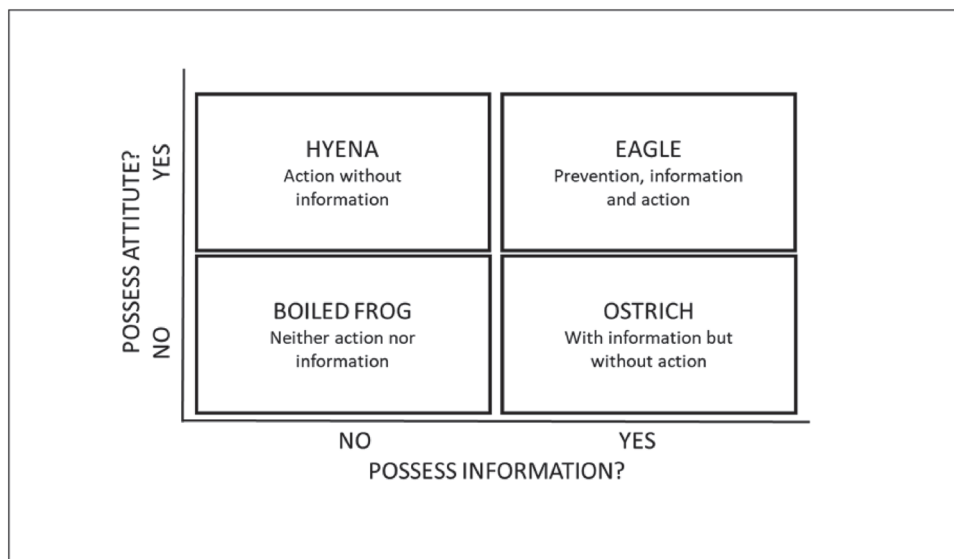 POSSESS ATTITUTE?
YES
NO
HYENA
Action without
information
EAGLE
Prevention, information
and action
BOILED FROG
Neither action nor
information
OSTRICH
With information but
without action
NO
YES
POSSESS INFORMATION?